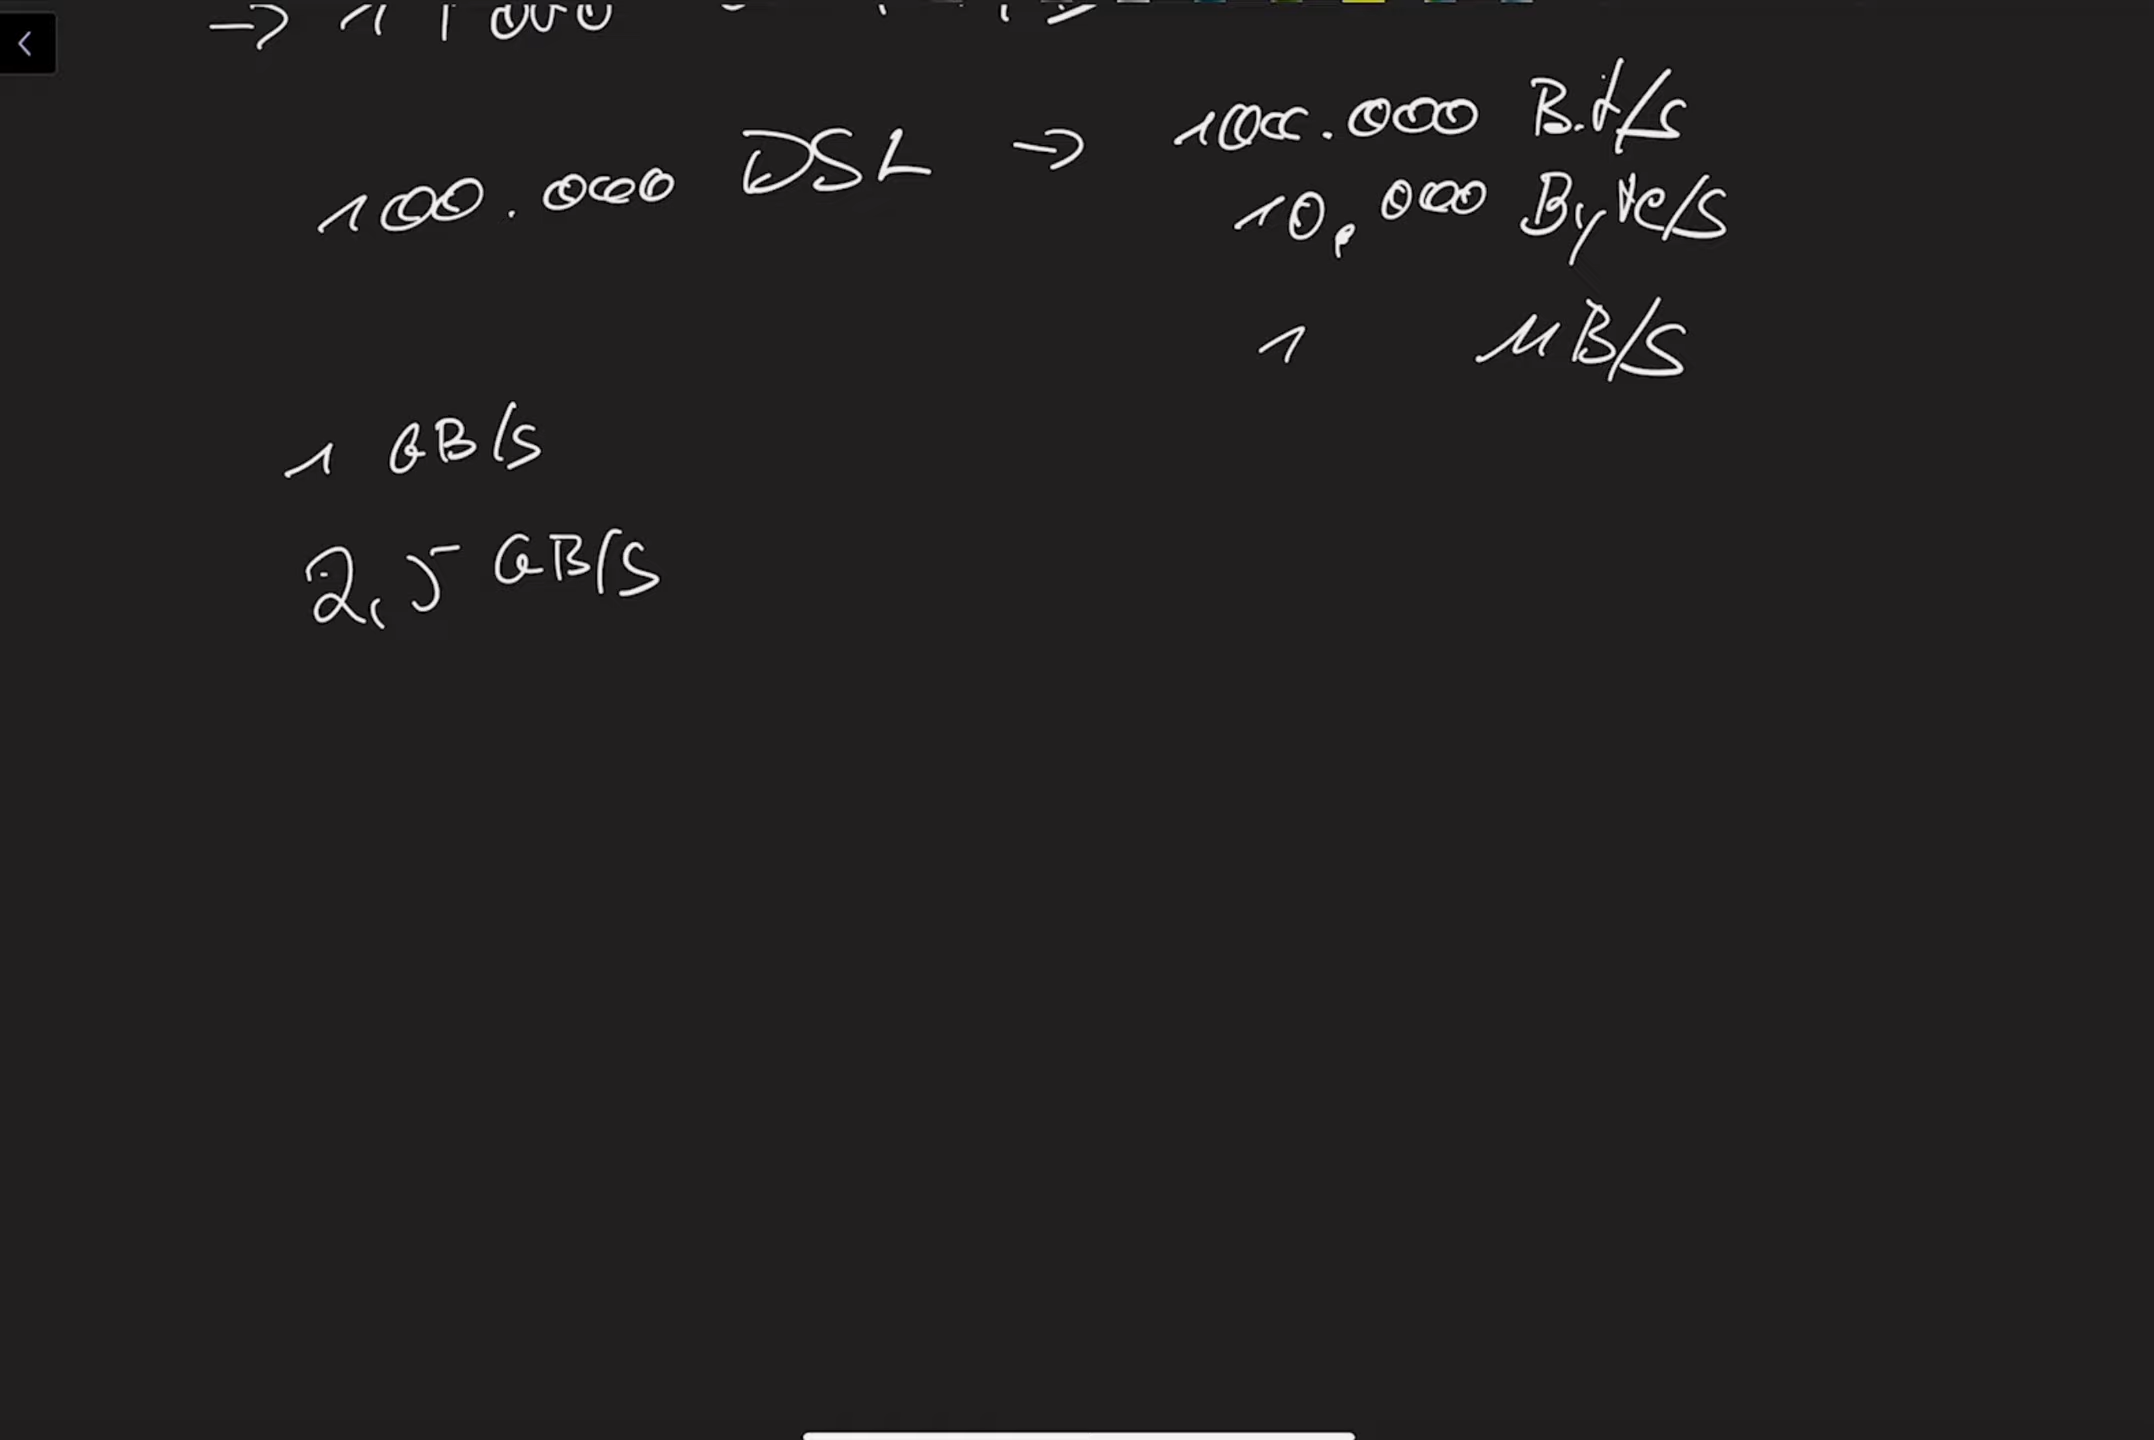 100.000 DSL → 100.000 Bit/s
10.000 Byte/s
1 MB/s
1 GB/s
2,5 GB/s